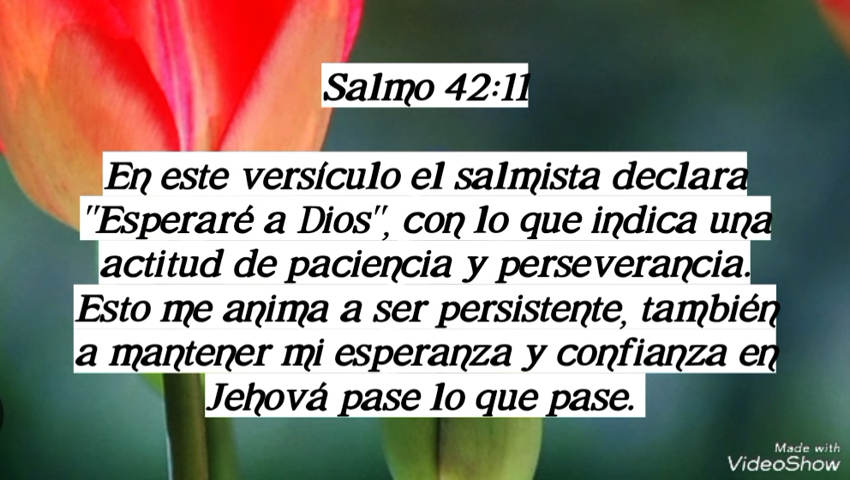 Salmo 42:11
En este versículo el salmista declara
"Esperaré a Dios", con lo que indica una
actitud de paciencia y perseverancia.
Esto me anima a ser persistente, también
a mantener mi esperanza y confianza en
Jehová pase lo que pase.
Made with
VideoShow